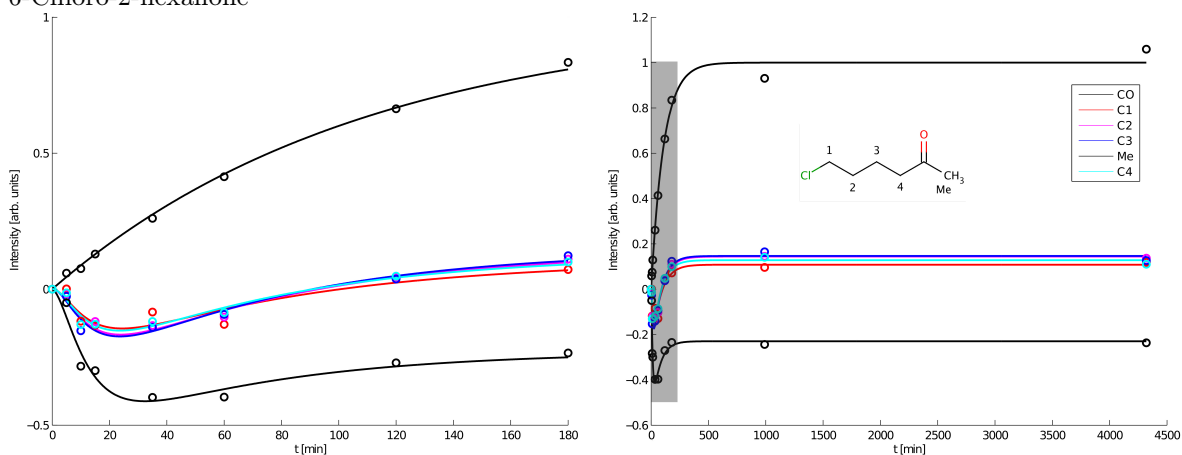 6-Chloro-2-hexanone
1
0.5
0
−0.5
0 20 40 60 80 100 120 140 160 180
t [min]
Intensity [arb. units]
1.2
1
0.8
0.6
0.4
0.2
0
−0.2
−0.4
−0.6
0 500 1000 1500 2000 2500 3000 3500 4000 4500
t [min]
Intensity [arb. units]
CO
C1
C2
C3
Me
C4
O
1 3
Cl CH3
2 4 Me